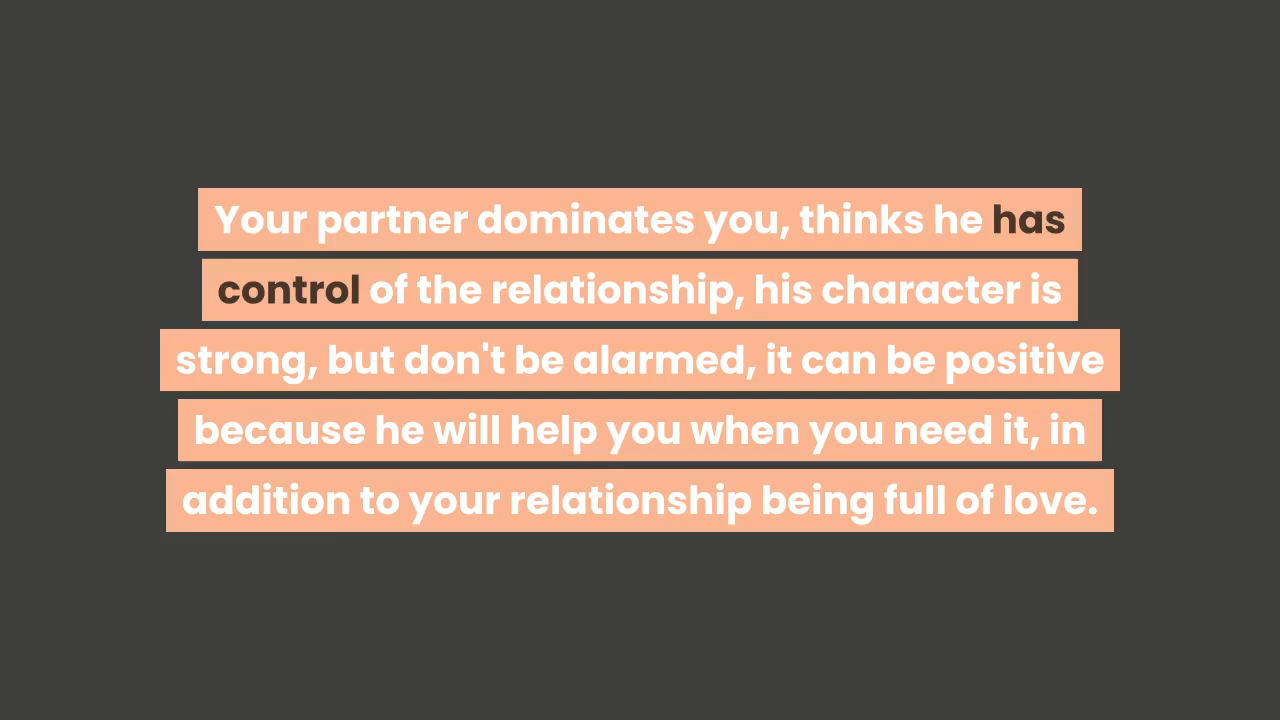 Your partner dominates you, thinks he has
control of the relationship, his character is
strong, but don't be alarmed, it can be positive
because he will help you when you need it, in
addition to your relationship being full of love.